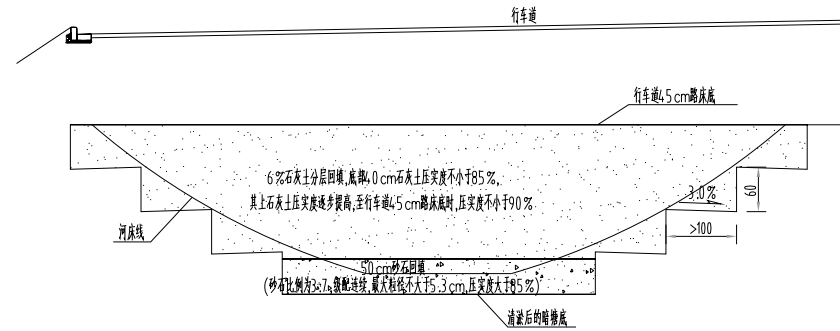 行车道
行车道45cm路床底
6%石灰土分层回填,底部40cm石灰土压实度不小于85%,
其上石灰土压实度逐步提高,至行车道45cm路床底时,压实度不小于90%
3.0%
60
>100
河床线
50cm砂石回填
(砂石比例为3:7,级配连续,最大粒径不大于5.3cm,压实度大于85%)
清淤后的暗塘底